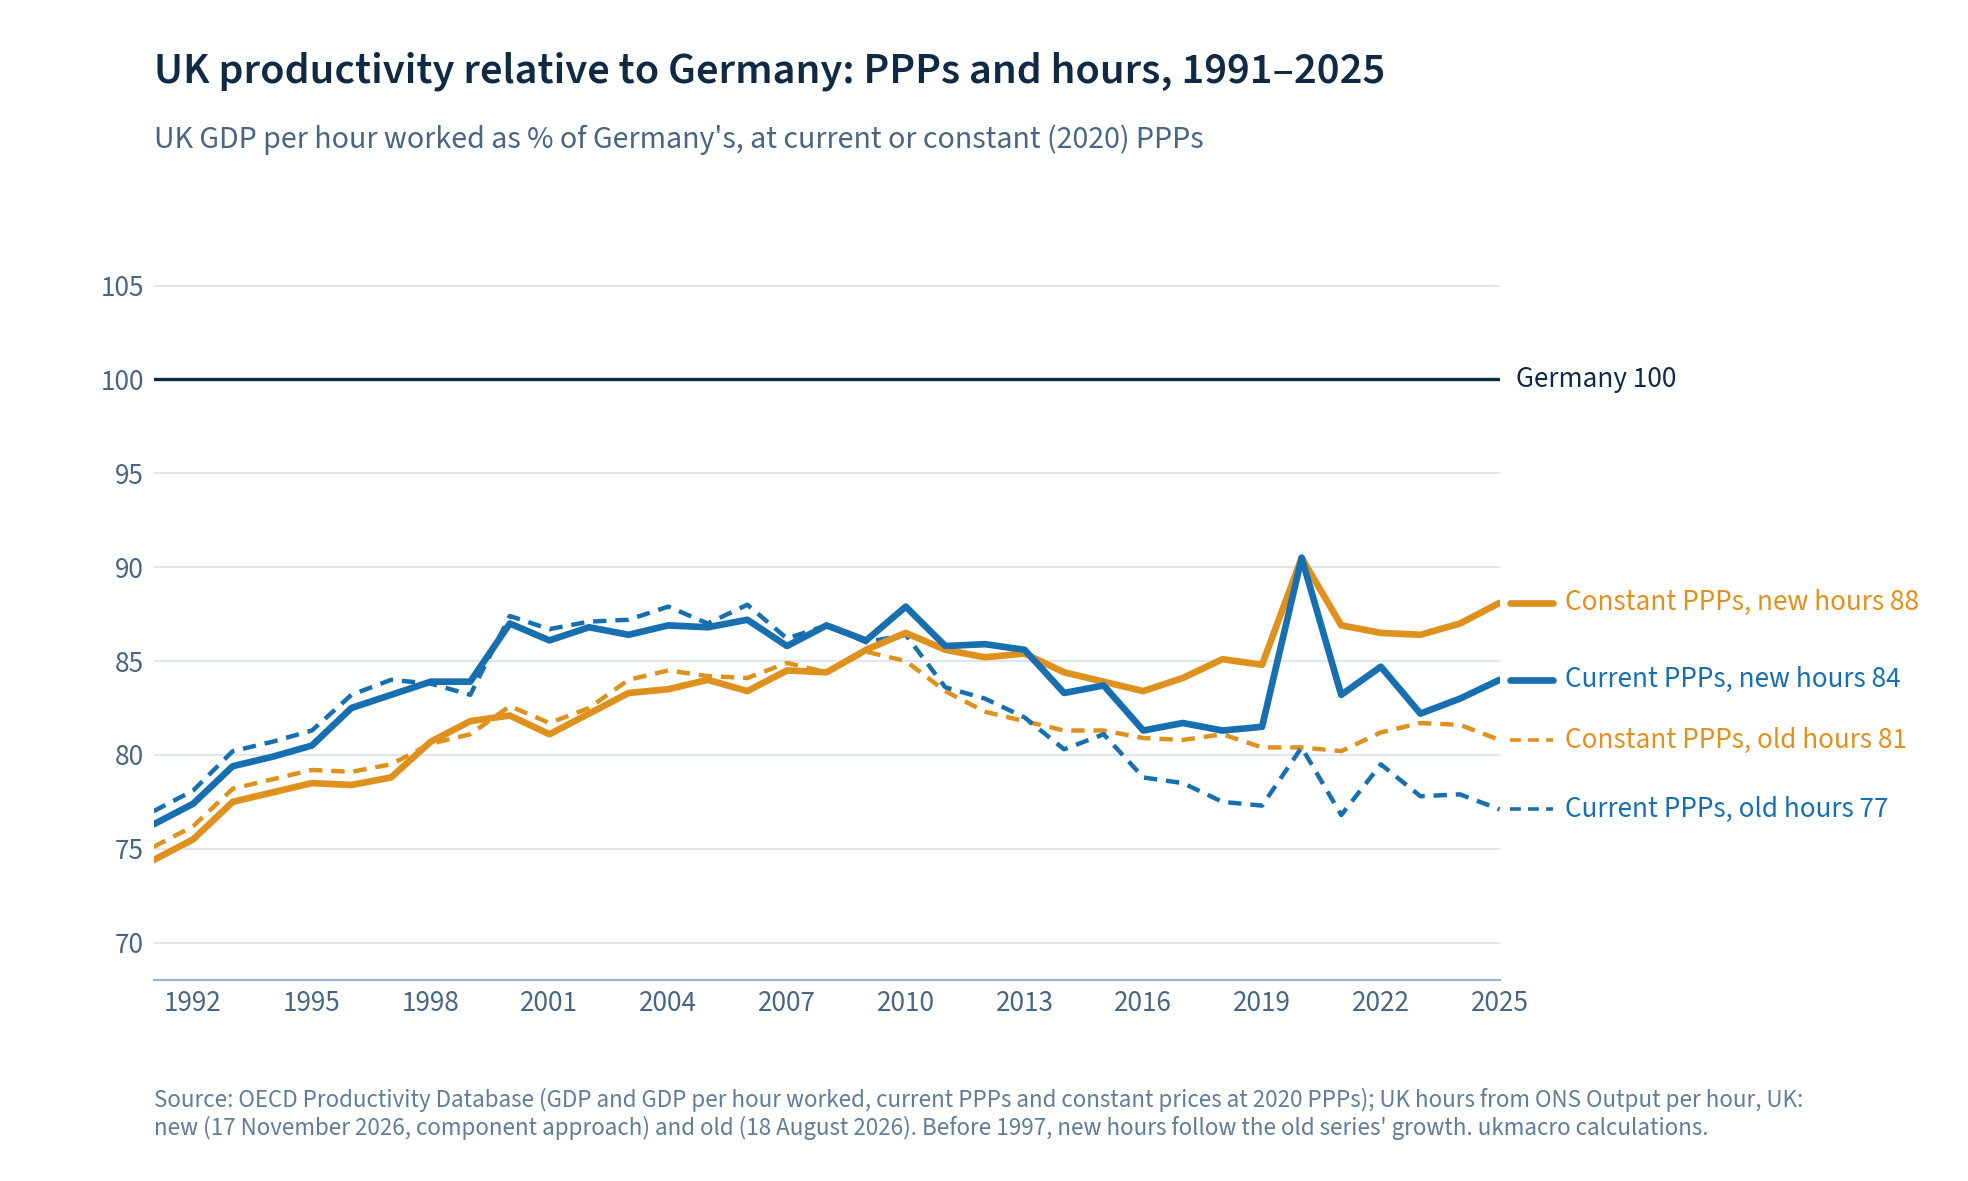 UK productivity relative to Germany: PPPs and hours, 1991–2025
UK GDP per hour worked as % of Germany's, at current or constant (2020) PPPs
105
100
Germany 100
95
90
Constant PPPs, new hours 88
85
Current PPPs, new hours 84
80
Constant PPPs, old hours 81
Current PPPs, old hours 77
75
70
1992 1995 1998 2001 2004 2007 2010 2013 2016 2019 2022 2025
Source: OECD Productivity Database (GDP and GDP per hour worked, current PPPs and constant prices at 2020 PPPs); UK hours from ONS Output per hour, UK:
new (17 November 2026, component approach) and old (18 August 2026). Before 1997, new hours follow the old series' growth. ukmacro calculations.